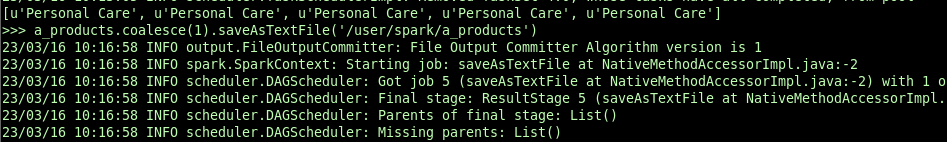 [u'Personal Care', u'Personal Care', u'Personal Care', u'Personal Care', u'Personal Care']
>>> a_products.coalesce(1).saveAsTextFile('/user/spark/a_products')
23/03/16 10:16:58 INFO output.FileOutputCommitter: File Output Committer Algorithm version is 1
23/03/16 10:16:58 INFO spark.SparkContext: Starting job: saveAsTextFile at NativeMethodAccessorImpl.java:-2
23/03/16 10:16:58 INFO scheduler.DAGScheduler: Got job 5 (saveAsTextFile at NativeMethodAccessorImpl.java:-2) with 1 o
23/03/16 10:16:58 INFO scheduler.DAGScheduler: Final stage: ResultStage 5 (saveAsTextFile at NativeMethodAccessorImpl.
23/03/16 10:16:58 INFO scheduler.DAGScheduler: Parents of final stage: List()
23/03/16 10:16:58 INFO scheduler.DAGScheduler: Missing parents: List()